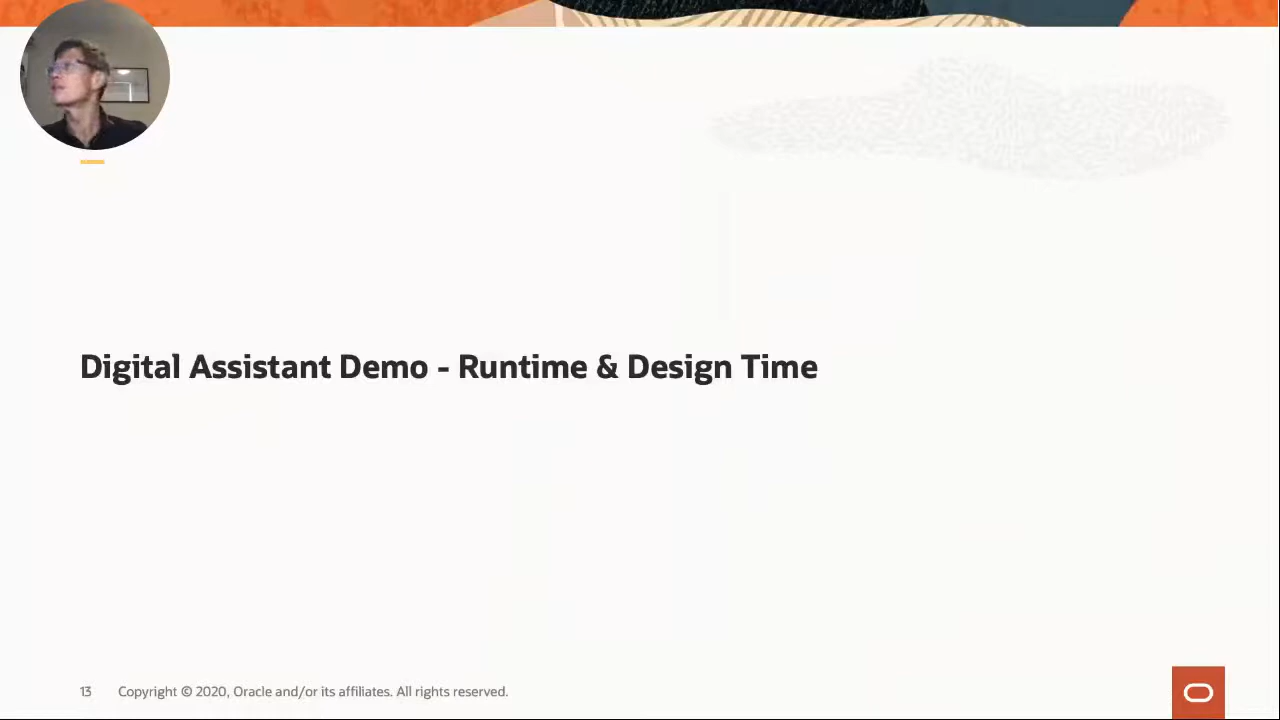 Digital Assistant Demo - Runtime & Design Time
13 Copyright © 2020, Oracle and/or its affiliates. All rights reserved.